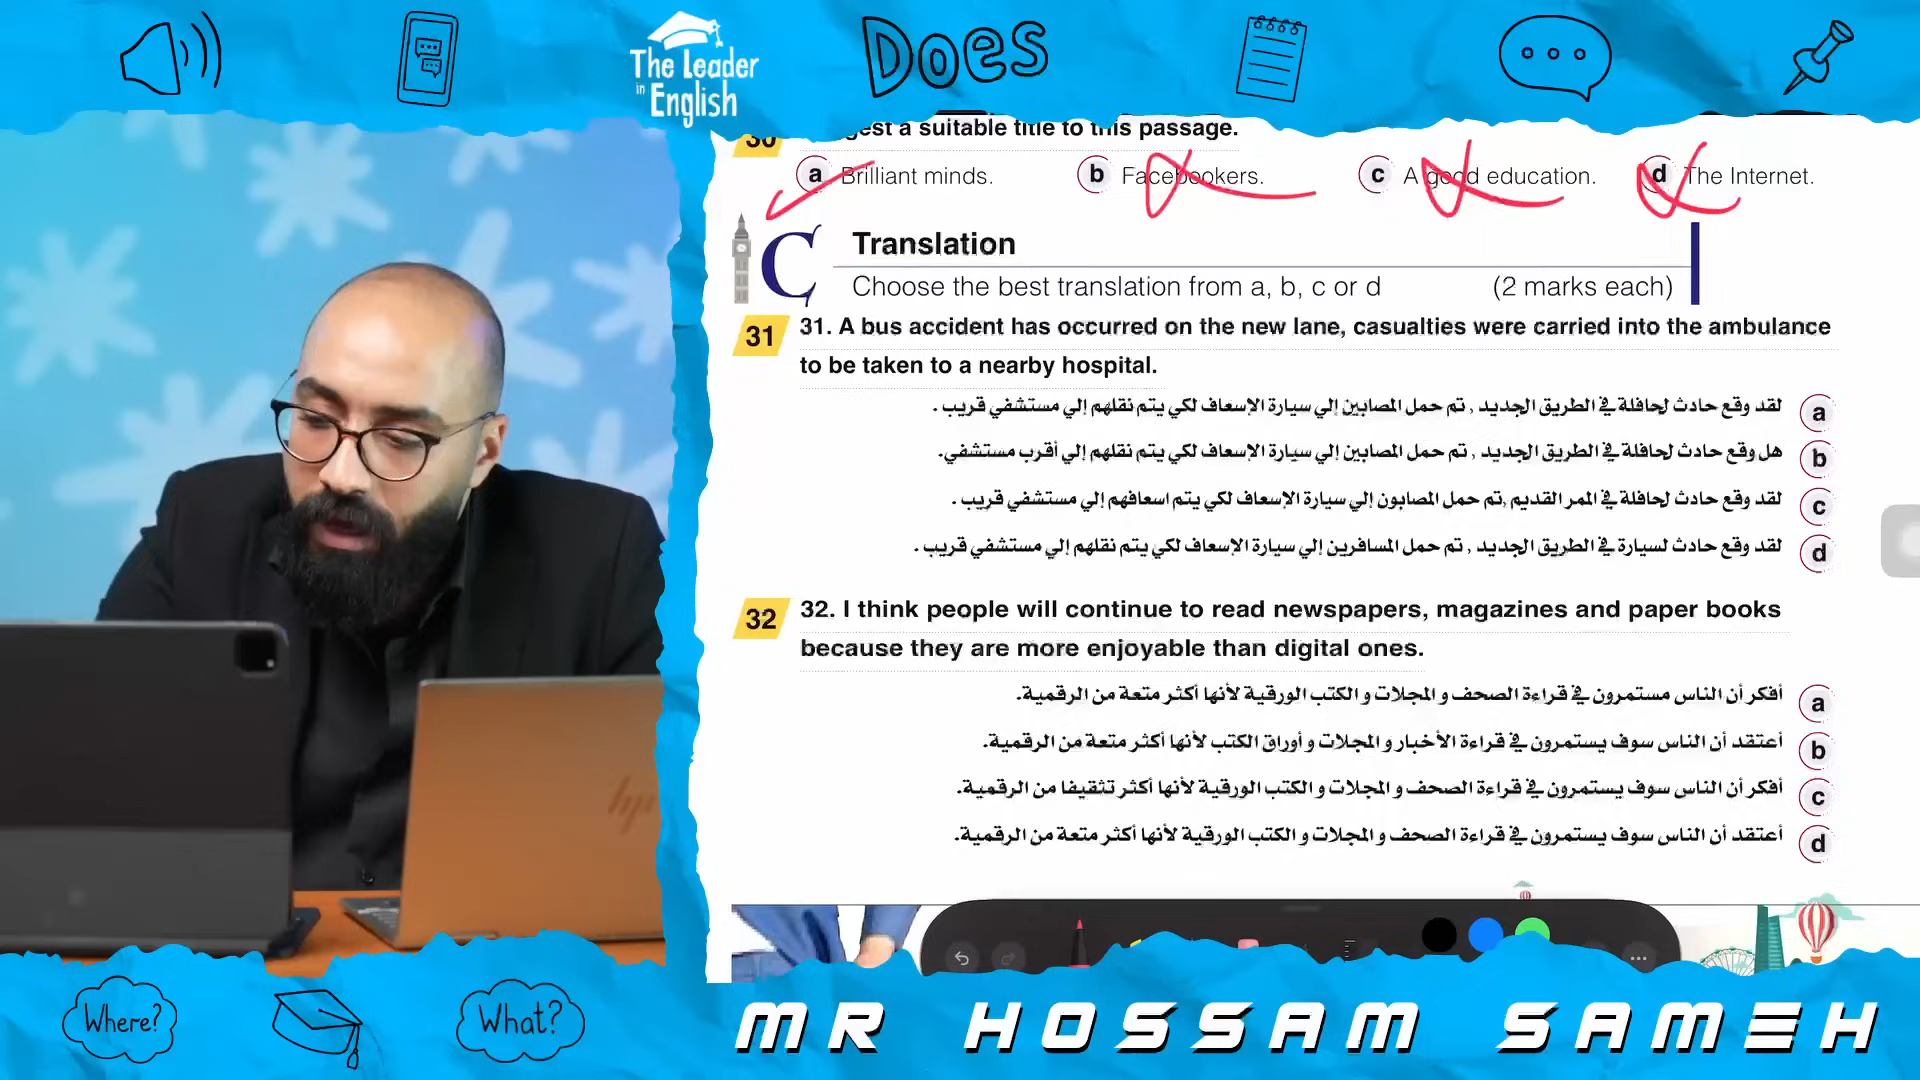 The Leader
in English
Does
30
gest a suitable title to this passage.
a Brilliant minds.
b Facebookers.
c A good education.
d The Internet.
C
Translation
Choose the best translation from a, b, c or d (2 marks each)
31
31. A bus accident has occurred on the new lane, casualties were carried into the ambulance
to be taken to a nearby hospital.
لقد وقع حادث لحافلة في الطريق الجديد , تم حمل المصابين إلي سيارة الإسعاف لكي يتم نقلهم إلي مستشفي قريب . a
هل وقع حادث لحافلة في الطريق الجديد , تم حمل المصابين إلي سيارة الإسعاف لكي يتم نقلهم إلي أقرب مستشفي. b
لقد وقع حادث لحافلة في الممر القديم ,تم حمل المصابون إلي سيارة الإسعاف لكي يتم اسعافهم إلي مستشفي قريب . c
لقد وقع حادث لسيارة في الطريق الجديد , تم حمل المسافرين إلي سيارة الإسعاف لكي يتم نقلهم إلي مستشفي قريب . d
32
32. I think people will continue to read newspapers, magazines and paper books
because they are more enjoyable than digital ones.
أفكر أن الناس مستمرون في قراءة الصحف و المجلات و الكتب الورقية لأنها أكثر متعة من الرقمية. a
أعتقد أن الناس سوف يستمرون في قراءة الأخبار و المجلات و أوراق الكتب لأنها أكثر متعة من الرقمية. b
أفكر أن الناس سوف يستمرون في قراءة الصحف و المجلات و الكتب الورقية لأنها أكثر تثقيفا من الرقمية. c
أعتقد أن الناس سوف يستمرون في قراءة الصحف و المجلات و الكتب الورقية لأنها أكثر متعة من الرقمية. d
hp
Where?
What?
MR HOSSAM SAMEH